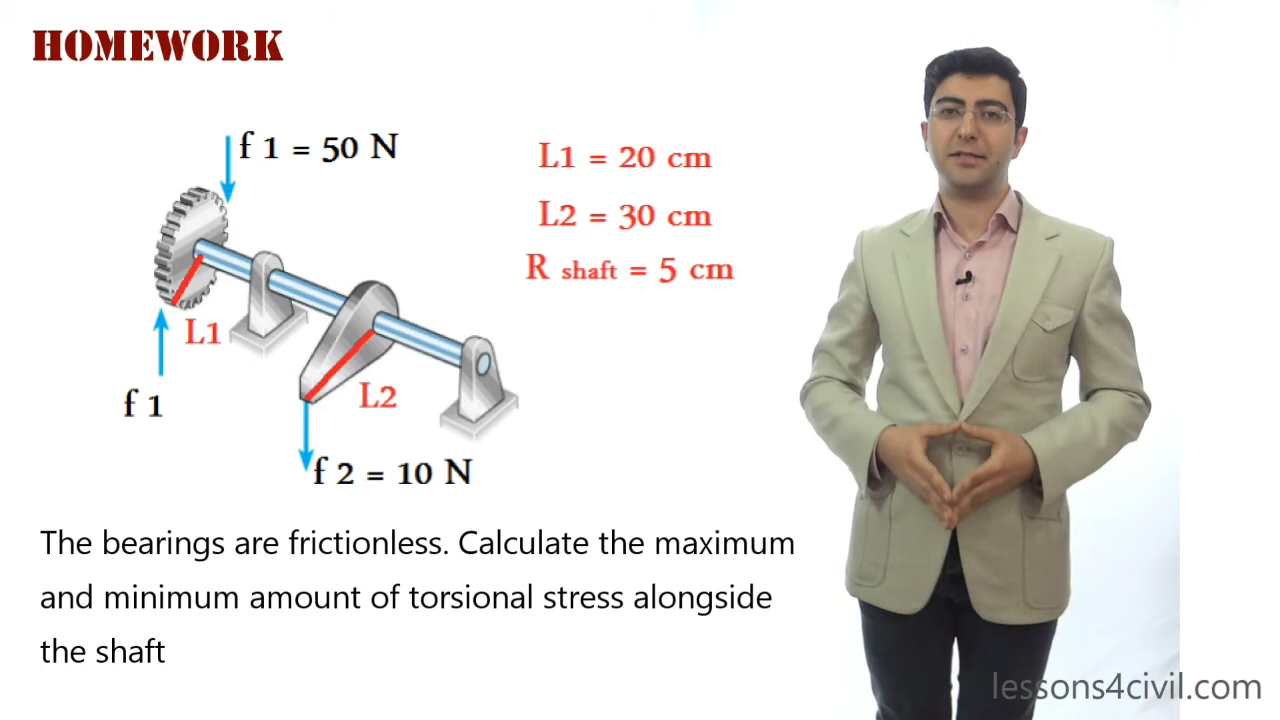 HOMEWORK
f 1 = 50 N
L1 = 20 cm
L2 = 30 cm
R shaft = 5 cm
L1
f 1
L2
f 2 = 10 N
The bearings are frictionless. Calculate the maximum
and minimum amount of torsional stress alongside
the shaft
lessons4civil.com